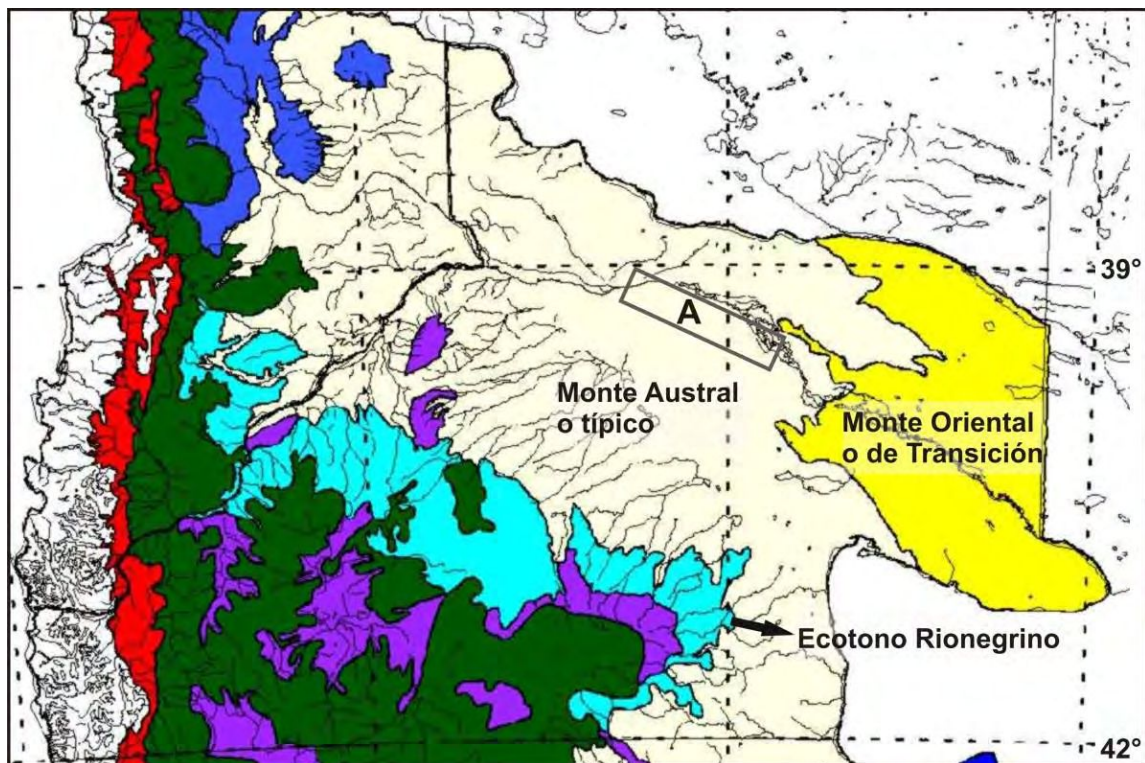 39°
A
Monte Austral
o típico
Monte Oriental
o de Transición
Ecotono Rionegrino
42°